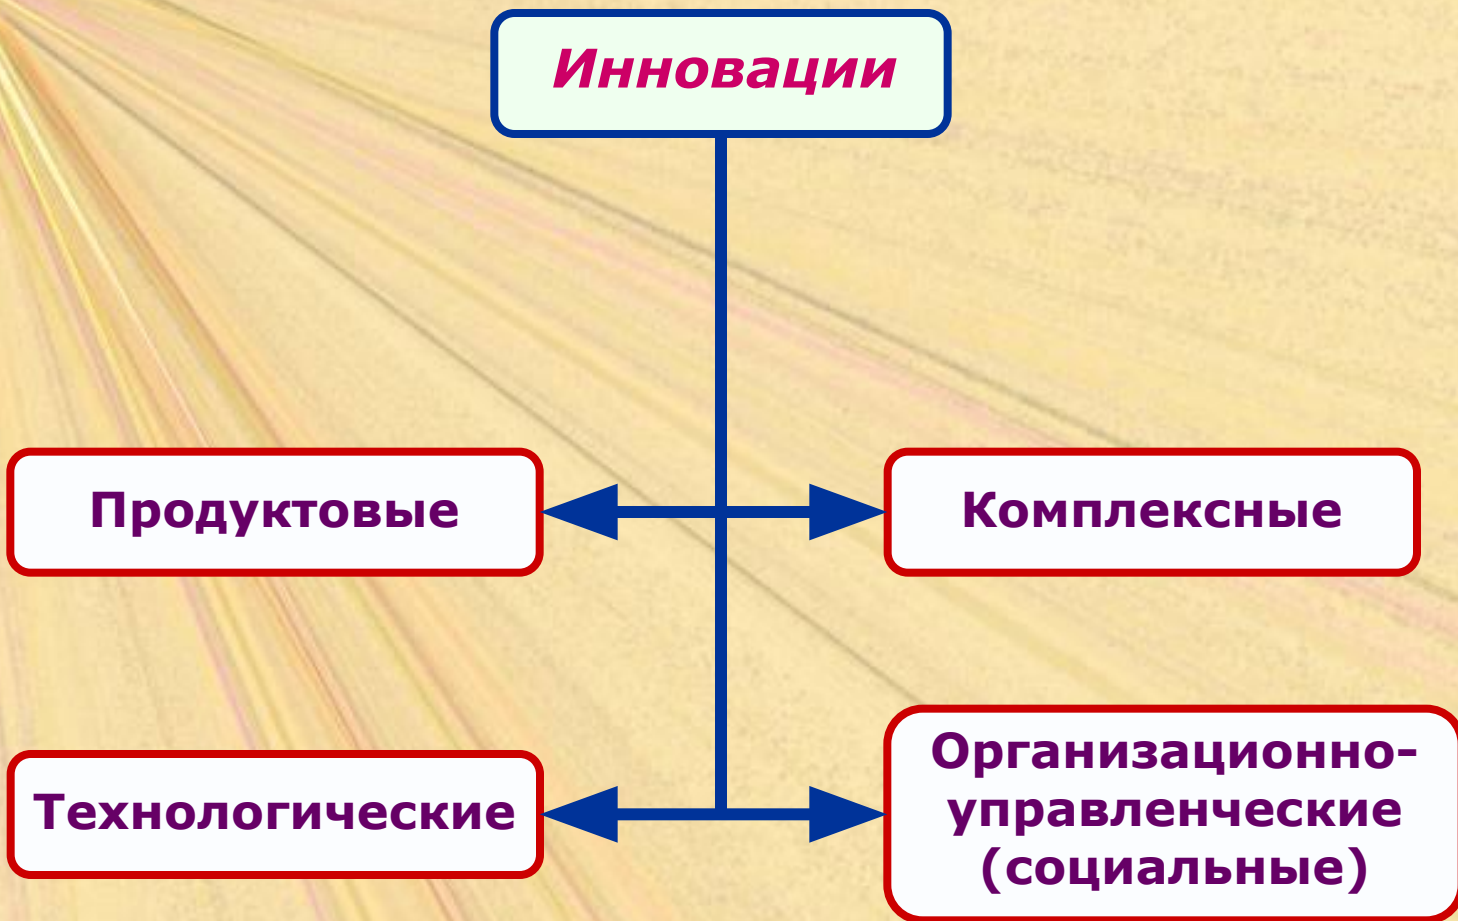 Инновации
Продуктовые
Комплексные
Технологические
Организационно-
управленческие
(социальные)